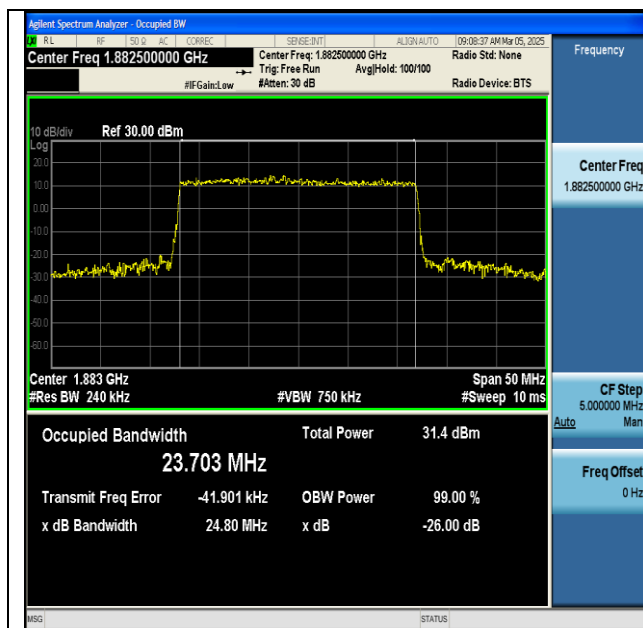 Agilent Spectrum Analyzer - Occupied BW
RL RF 50 Ω AC CORREC SENSE:INT ALIGN AUTO 09:08:37 AM Mar 05, 2025
Center Freq 1.882500000 GHz
Center Freq: 1.882500000 GHz
Radio Std: None
Trig: Free Run Avg|Hold: 100/100
#IFGain:Low #Atten: 30 dB Radio Device: BTS
10 dB/div Ref 30.00 dBm
Log
20.0
10.0
0.00
-10.0
-20.0
-30.0
-40.0
-50.0
-60.0
Center 1.883 GHz Span 50 MHz
#Res BW 240 kHz #VBW 750 kHz #Sweep 10 ms
Occupied Bandwidth Total Power 31.4 dBm
23.703 MHz
Transmit Freq Error -41.901 kHz OBW Power 99.00 %
x dB Bandwidth 24.80 MHz x dB -26.00 dB
MSG STATUS
Frequency
Center Freq
1.882500000 GHz
CF Step
5.000000 MHz
Auto Man
Freq Offset
0 Hz